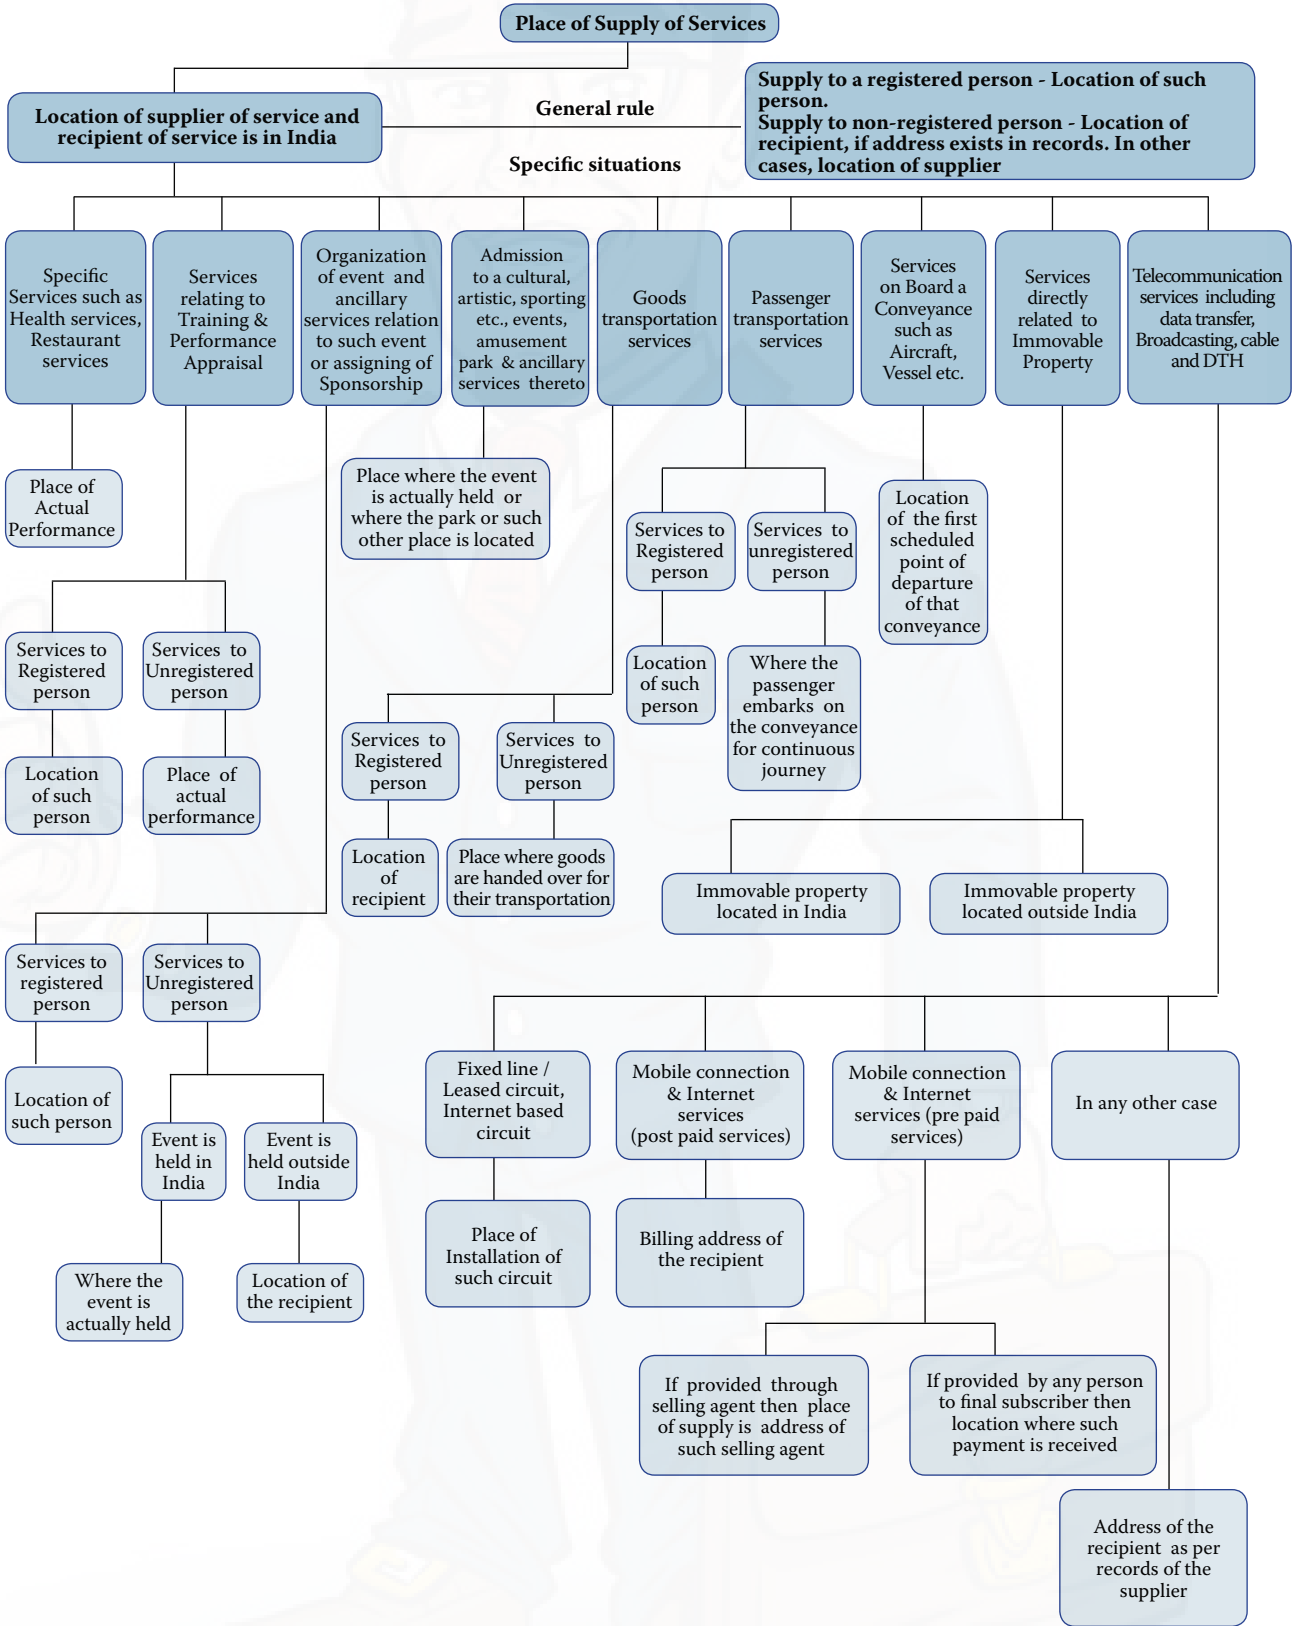 Place of Supply of Services
Location of supplier of service and
recipient of service is in India
General rule
Supply to a registered person - Location of such
person.
Supply to non-registered person - Location of
recipient, if address exists in records. In other
cases, location of supplier
Specific situations
Specific
Services such as
Health services,
Restaurant
services
Services
relating to
Training &
Performance
Appraisal
Organization
of event and
ancillary
services relation
to such event
or assigning of
Sponsorship
Admission
to a cultural,
artistic, sporting
etc., events,
amusement
park & ancillary
services thereto
Goods
transportation
services
Passenger
transportation
services
Services
on Board a
Conveyance
such as
Aircraft,
Vessel etc.
Services
directly
related to
Immovable
Property
Telecommunication
services including
data transfer,
Broadcasting, cable
and DTH
Place of
Actual
Performance
Place where the event
is actually held or
where the park or such
other place is located
Services to
Registered
person
Services to
unregistered
person
Location
of the first
scheduled
point of
departure
of that
conveyance
Services to
Registered
person
Services to
Unregistered
person
Location
of such
person
Where the
passenger
embarks on
the conveyance
for continuous
journey
Location
of such
person
Place of
actual
performance
Services to
Registered
person
Services to
Unregistered
person
Location
of
recipient
Place where goods
are handed over for
their transportation
Immovable property
located in India
Immovable property
located outside India
Services to
registered
person
Services to
Unregistered
person
Location of
such person
Event is
held in
India
Event is
held outside
India
Where the
event is
actually held
Location of
the recipient
Fixed line /
Leased circuit,
Internet based
circuit
Mobile connection
& Internet
services
(post paid services)
Mobile connection
& Internet
services (pre paid
services)
In any other case
Place of
Installation of
such circuit
Billing address of
the recipient
If provided through
selling agent then place
of supply is address of
such selling agent
If provided by any person
to final subscriber then
location where such
payment is received
Address of the
recipient as per
records of the
supplier